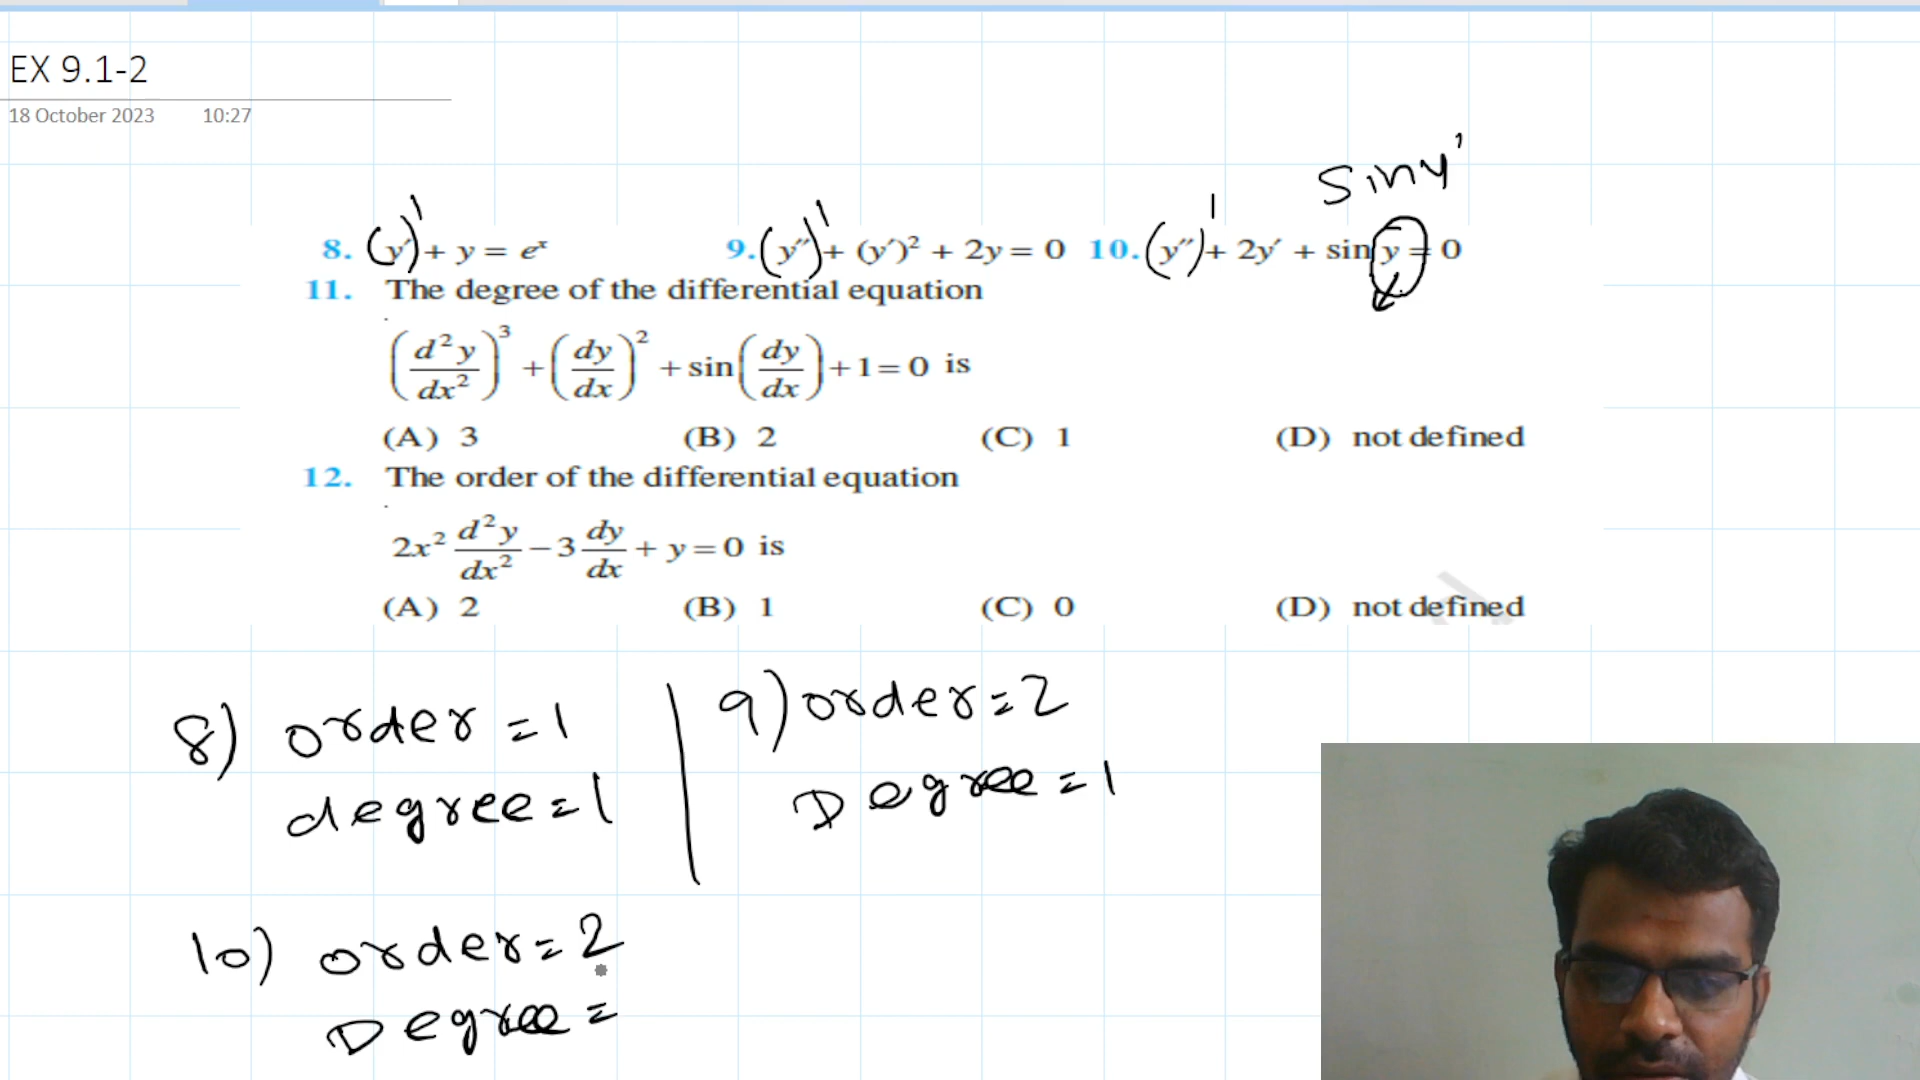 EX 9.1-2
18 October 2023 10:27
sin y'
8. (y′)¹ + y = eˣ 9. (y″)¹ + (y′)² + 2y = 0 10. (y″)¹ + 2y′ + sin y = 0
11. The degree of the differential equation
(d²y/dx²)³ + (dy/dx)² + sin(dy/dx) + 1 = 0 is
(A) 3 (B) 2 (C) 1 (D) not defined
12. The order of the differential equation
2x² d²y/dx² − 3 dy/dx + y = 0 is
(A) 2 (B) 1 (C) 0 (D) not defined
8) order = 1
degree = 1
9) order = 2
Degree = 1
10) order = 2
Degree =